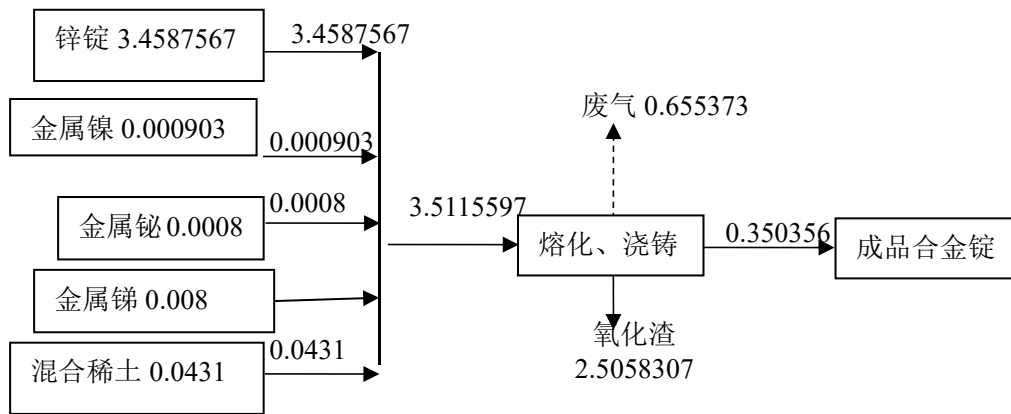 锌锭 3.4587567
3.4587567
金属镍 0.000903
0.000903
金属铋 0.0008
0.0008
金属锑 0.008
混合稀土 0.0431
0.0431
3.5115597
废气 0.655373
熔化、浇铸
氧化渣
2.5058307
0.350356
成品合金锭